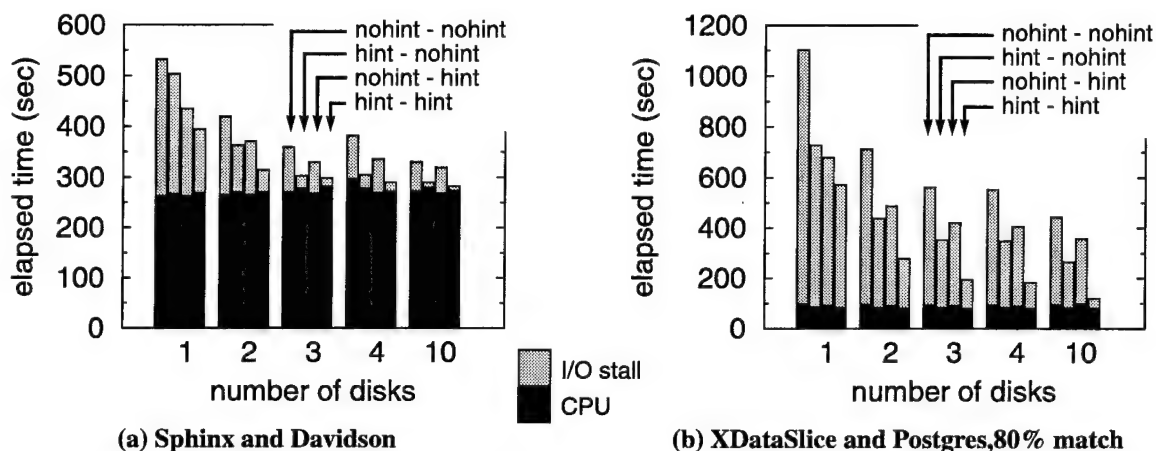 600
500
400
300
200
100
0
elapsed time (sec)
nohint - nohint
hint - nohint
nohint - hint
hint - hint
1 2 3 4 10
number of disks
(a) Sphinx and Davidson
I/O stall
CPU
1200
1000
800
600
400
200
0
elapsed time (sec)
nohint - nohint
hint - nohint
nohint - hint
hint - hint
1 2 3 4 10
number of disks
(b) XDataSlice and Postgres,80% match